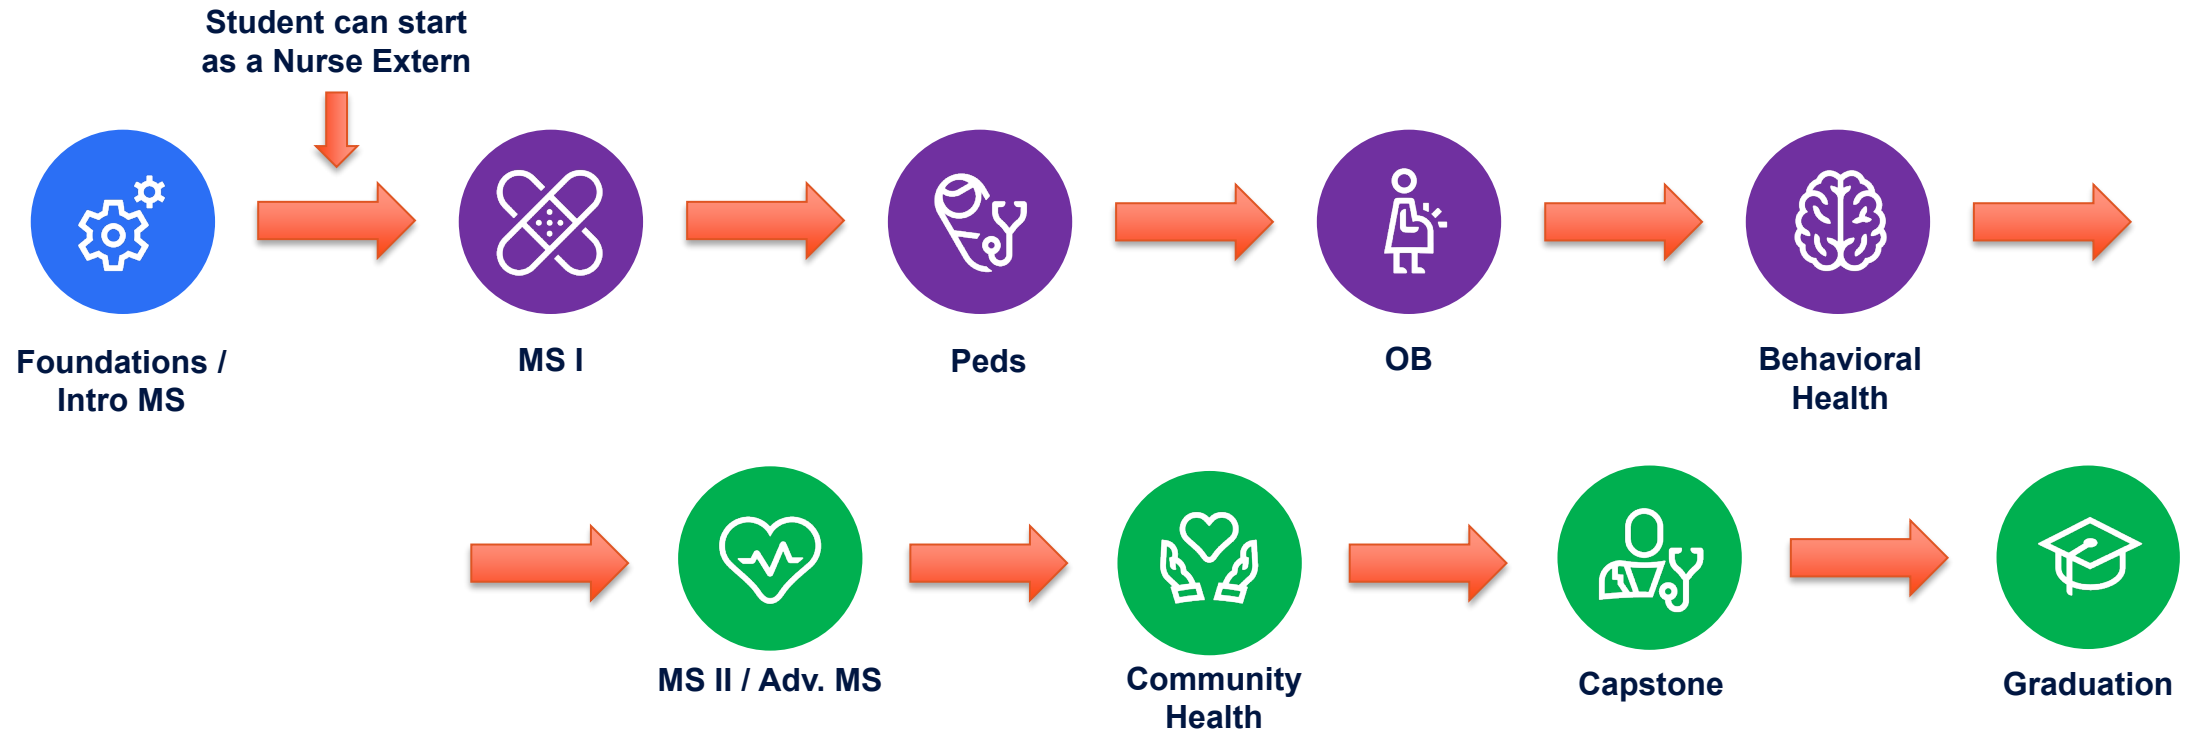 Student can start
as a Nurse Extern
Foundations /
Intro MS
MS I
Peds
OB
Behavioral
Health
MS II / Adv. MS
Community
Health
Capstone
Graduation